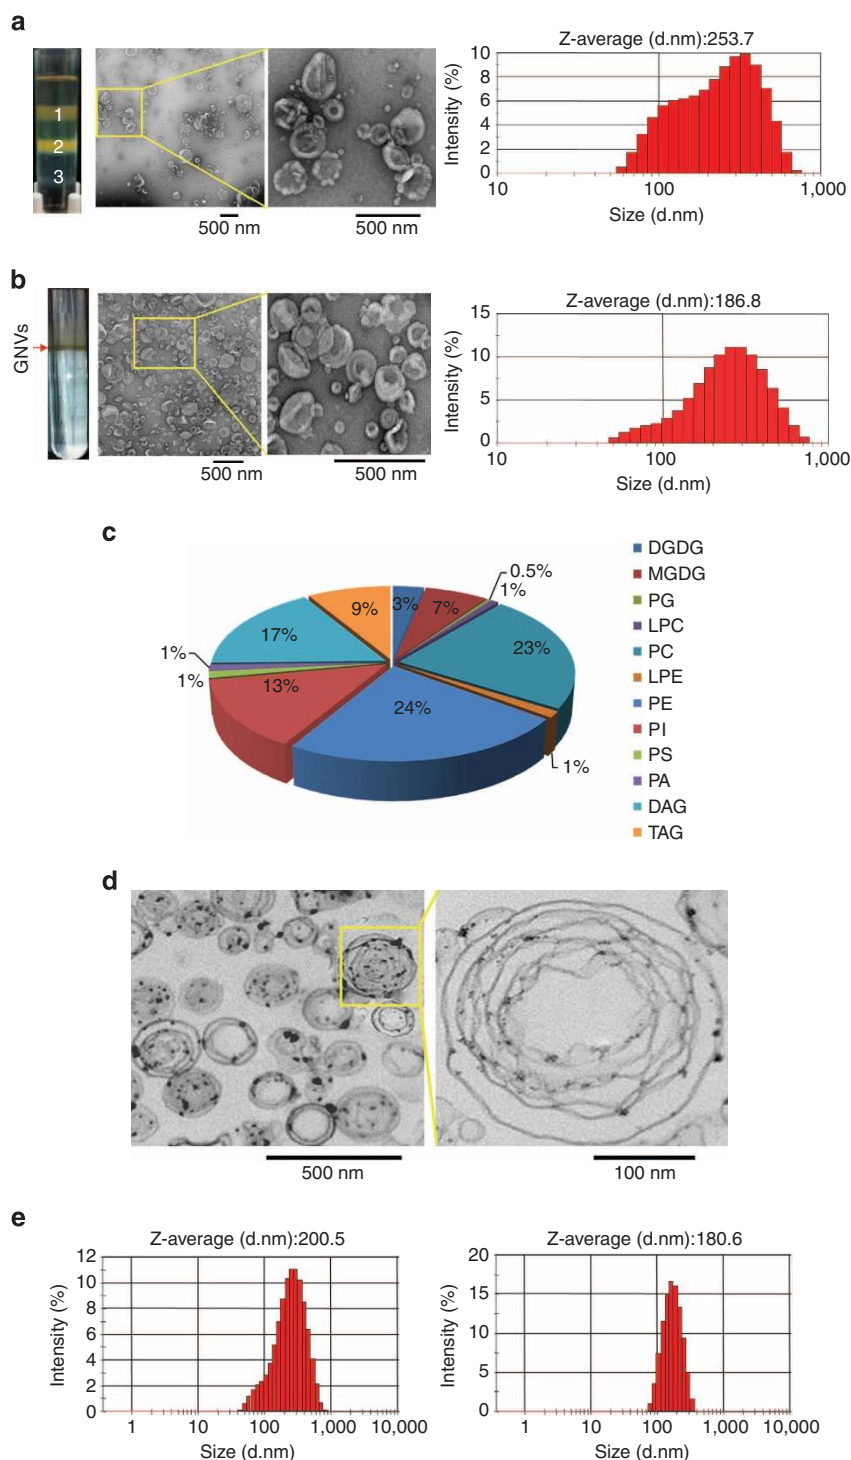 a
1
2
3
500 nm
500 nm
Z-average (d.nm):253.7
Intensity (%)
10
8
6
4
2
0
10
100
1,000
Size (d.nm)
b
GNVs
500 nm
500 nm
Z-average (d.nm):186.8
Intensity (%)
15
10
5
0
10
100
1,000
Size (d.nm)
c
3%
7%
0.5%
1%
23%
1%
24%
13%
1%
1%
17%
9%
DGDG
MGDG
PG
LPC
PC
LPE
PE
PI
PS
PA
DAG
TAG
d
500 nm
100 nm
e
Z-average (d.nm):200.5
Intensity (%)
12
10
8
6
4
2
0
1
10
100
1,000
10,000
Size (d.nm)
Z-average (d.nm):180.6
Intensity (%)
20
15
10
5
0
1
10
100
1,000
10,000
Size (d.nm)